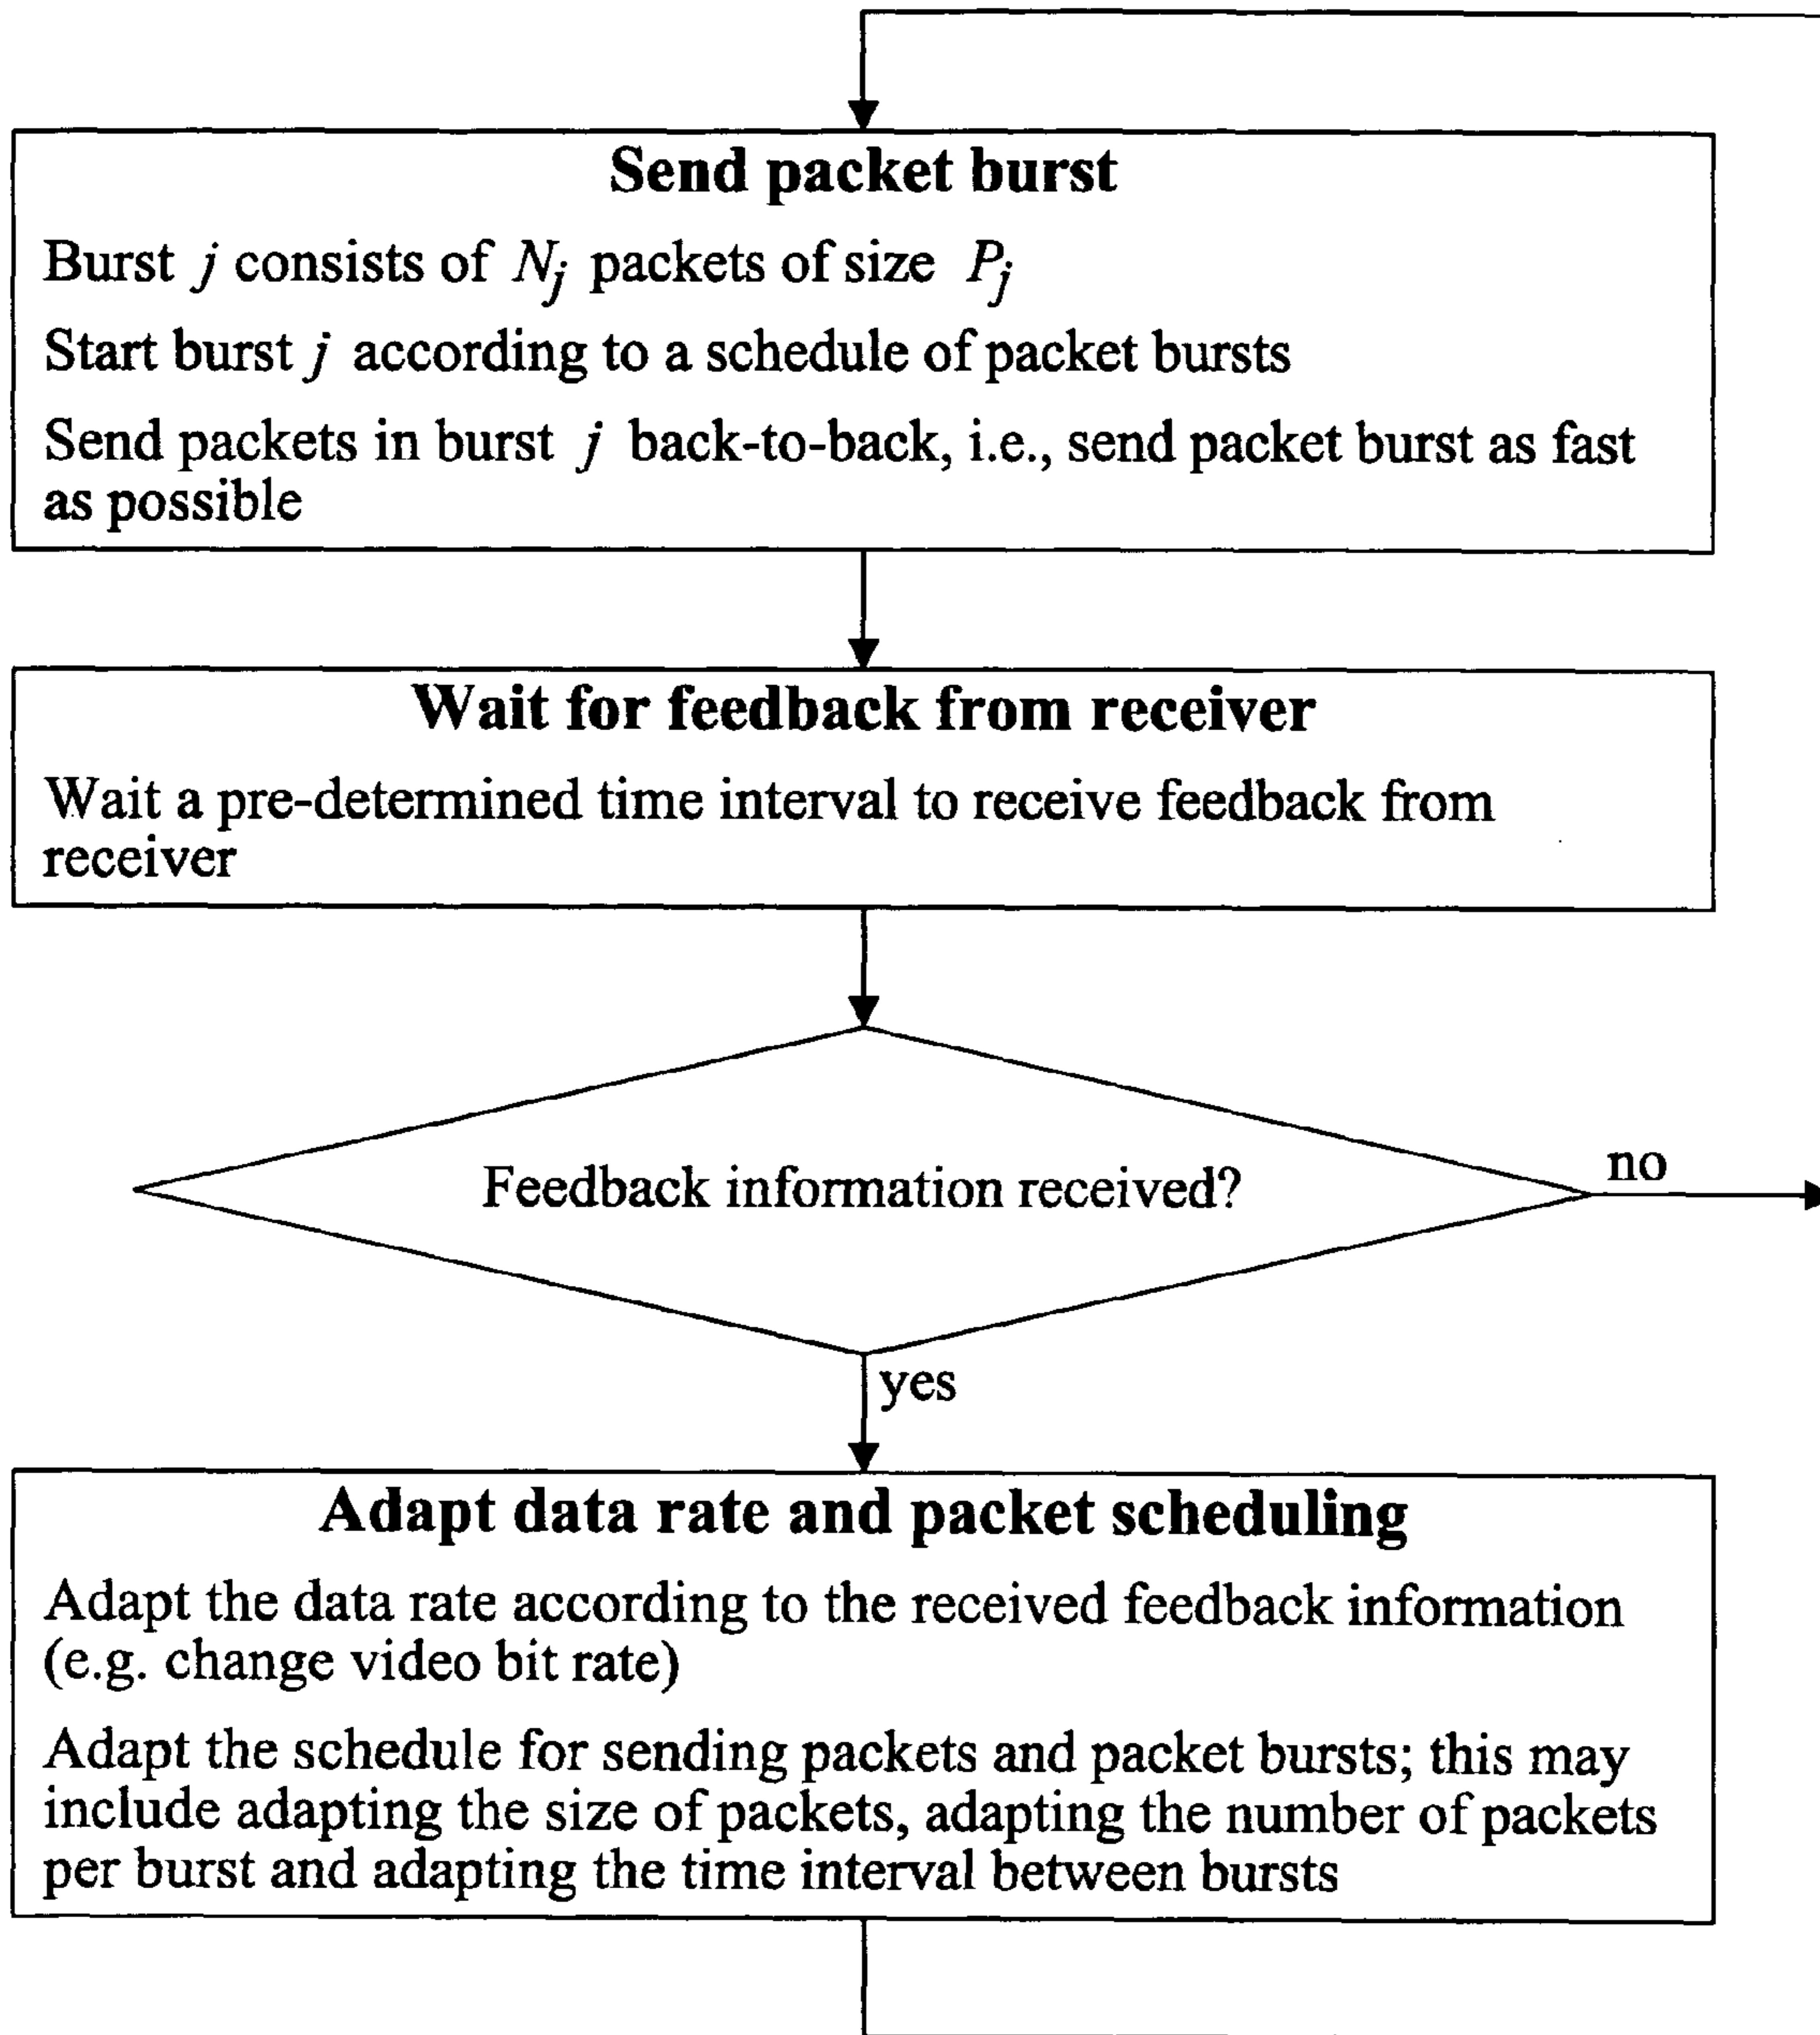 Send packet burst
Burst j consists of N_j packets of size P_j
Start burst j according to a schedule of packet bursts
Send packets in burst j back-to-back, i.e., send packet burst as fast
as possible
Wait for feedback from receiver
Wait a pre-determined time interval to receive feedback from
receiver
Feedback information received?
no
yes
Adapt data rate and packet scheduling
Adapt the data rate according to the received feedback information
(e.g. change video bit rate)
Adapt the schedule for sending packets and packet bursts; this may
include adapting the size of packets, adapting the number of packets
per burst and adapting the time interval between bursts